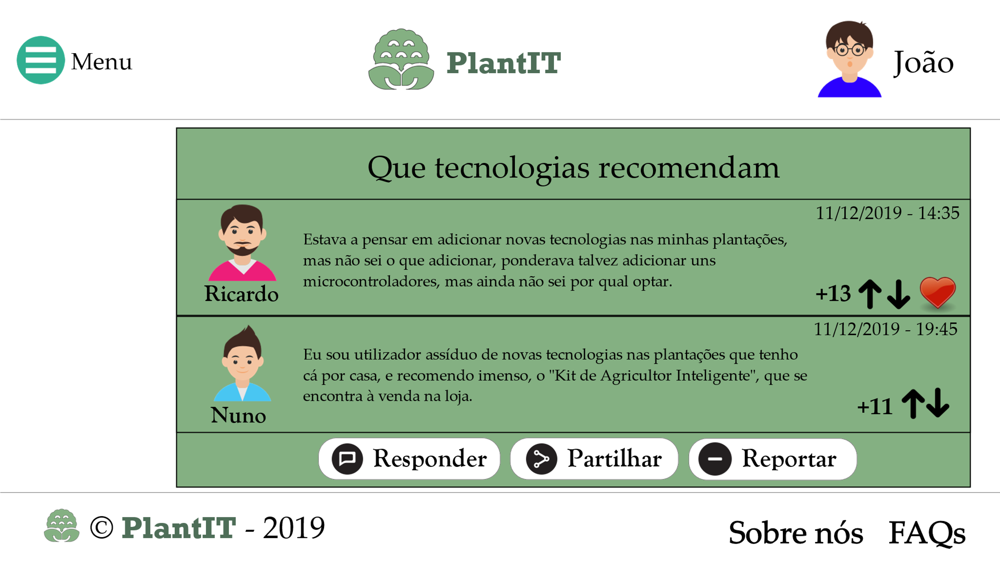 Menu
PlantIT
João
Que tecnologias recomendam
11/12/2019 - 14:35
Estava a pensar em adicionar novas tecnologias nas minhas plantações,
mas não sei o que adicionar, ponderava talvez adicionar uns
microcontroladores, mas ainda não sei por qual optar.
Ricardo
+13
11/12/2019 - 19:45
Eu sou utilizador assíduo de novas tecnologias nas plantações que tenho
cá por casa, e recomendo imenso, o "Kit de Agricultor Inteligente", que se
encontra à venda na loja.
Nuno
+11
Responder
Partilhar
Reportar
© PlantIT - 2019
Sobre nós
FAQs